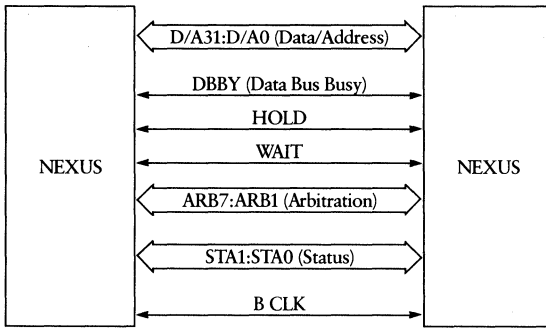 D/A31:D/A0 (Data/Address)
DBBY (Data Bus Busy)
HOLD
WAIT
NEXUS
NEXUS
ARB7:ARB1 (Arbitration)
STA1:STA0 (Status)
B CLK